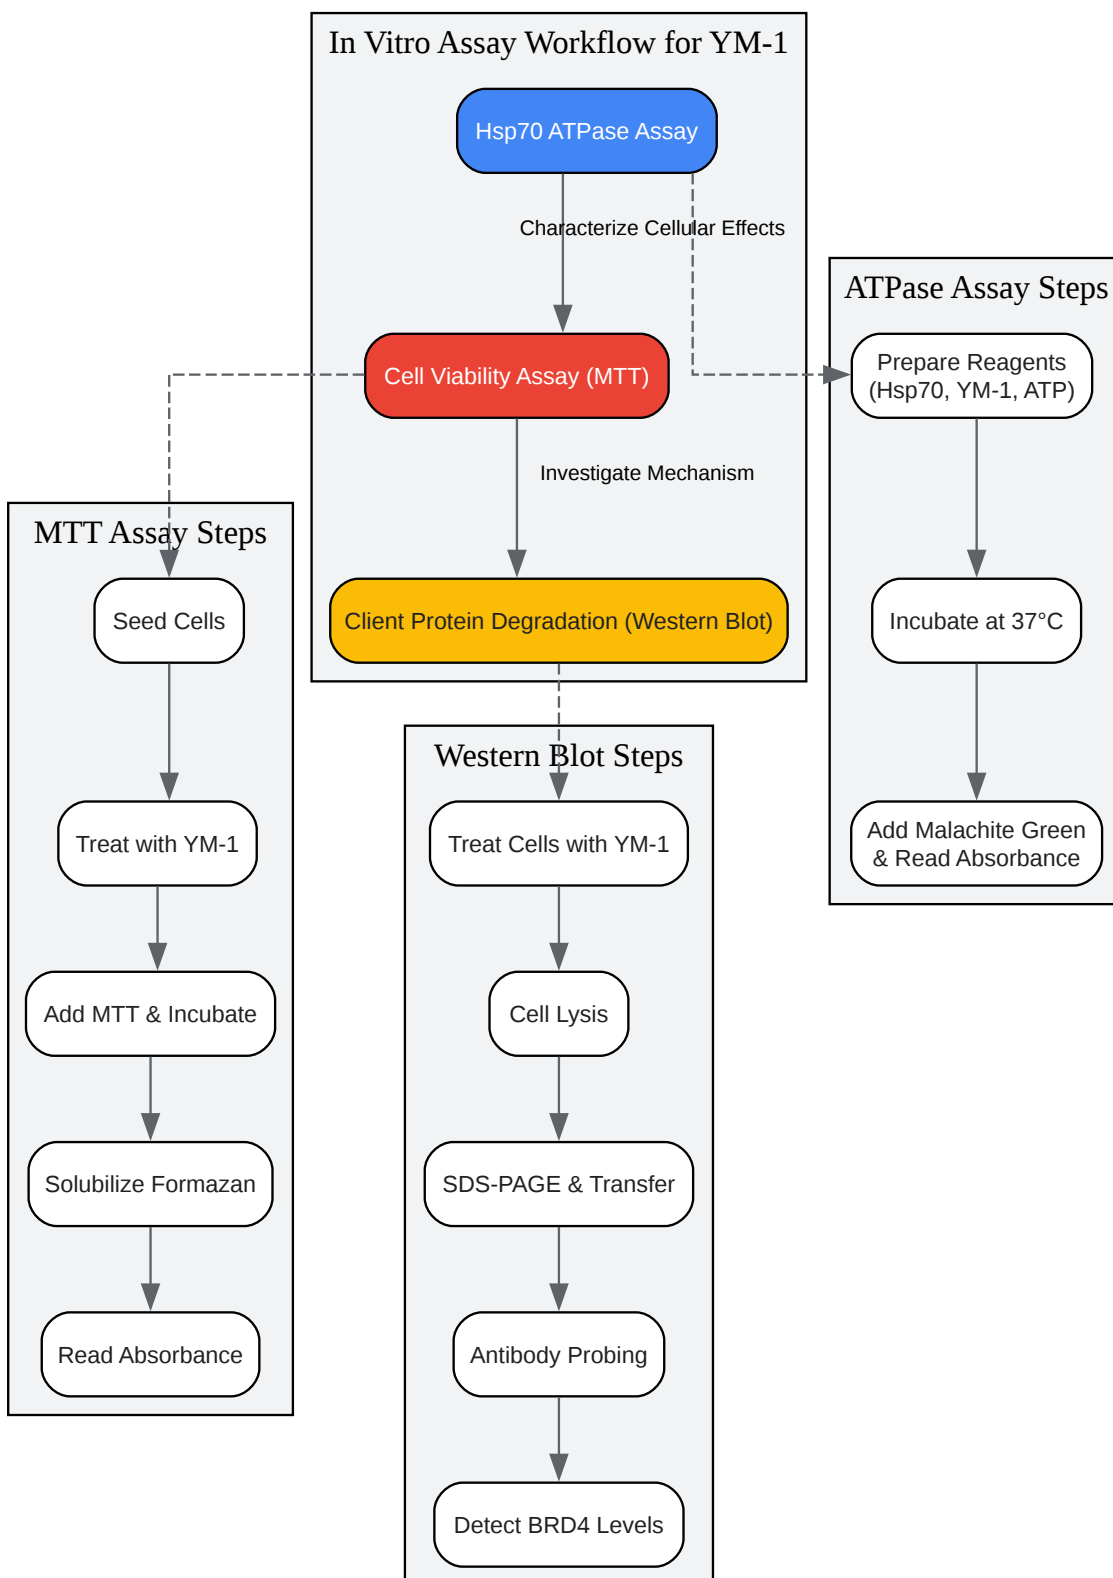 In Vitro Assay Workflow for YM-1
Hsp70 ATPase Assay
Characterize Cellular Effects
Cell Viability Assay (MTT)
Investigate Mechanism
Client Protein Degradation (Western Blot)
ATPase Assay Steps
Prepare Reagents
(Hsp70, YM-1, ATP)
Incubate at 37°C
Add Malachite Green
& Read Absorbance
MTT Assay Steps
Seed Cells
Treat with YM-1
Add MTT & Incubate
Solubilize Formazan
Read Absorbance
Western Blot Steps
Treat Cells with YM-1
Cell Lysis
SDS-PAGE & Transfer
Antibody Probing
Detect BRD4 Levels